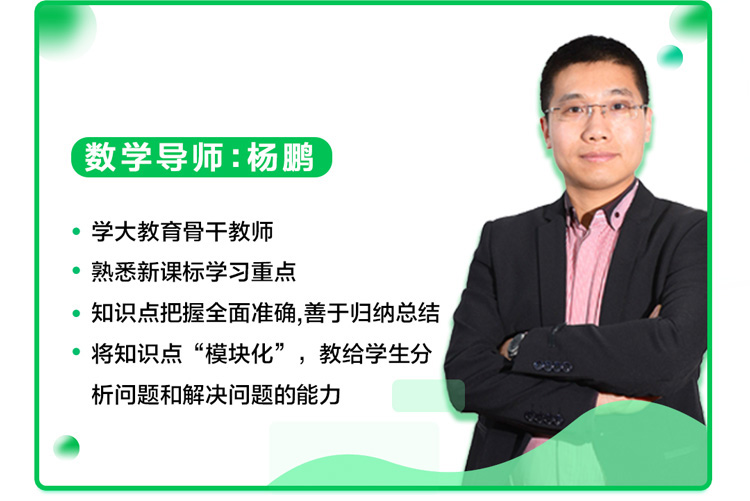 数学导师:杨鹏
学大教育骨干教师
熟悉新课标学习重点
知识点把握全面准确,善于归纳总结
将知识点“模块化”，教给学生分
析问题和解决问题的能力